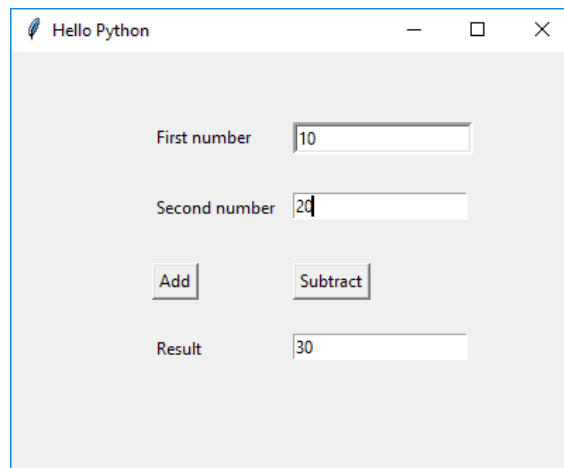 Hello Python
First number 10
Second number 20
Add Subtract
Result 30